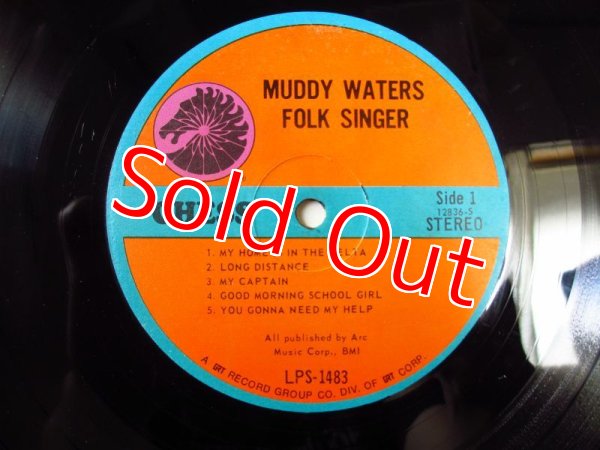 MUDDY WATERS
FOLK SINGER
CHESS
Side 1
12836-S
STEREO
Sold Out
1. MY HOME IN THE DELTA
2. LONG DISTANCE
3. MY CAPTAIN
4. GOOD MORNING SCHOOL GIRL
5. YOU GONNA NEED MY HELP
All published by Arc
Music Corp., BMI
LPS-1483
A GRT RECORD GROUP CO. DIV. OF GRT CORP.